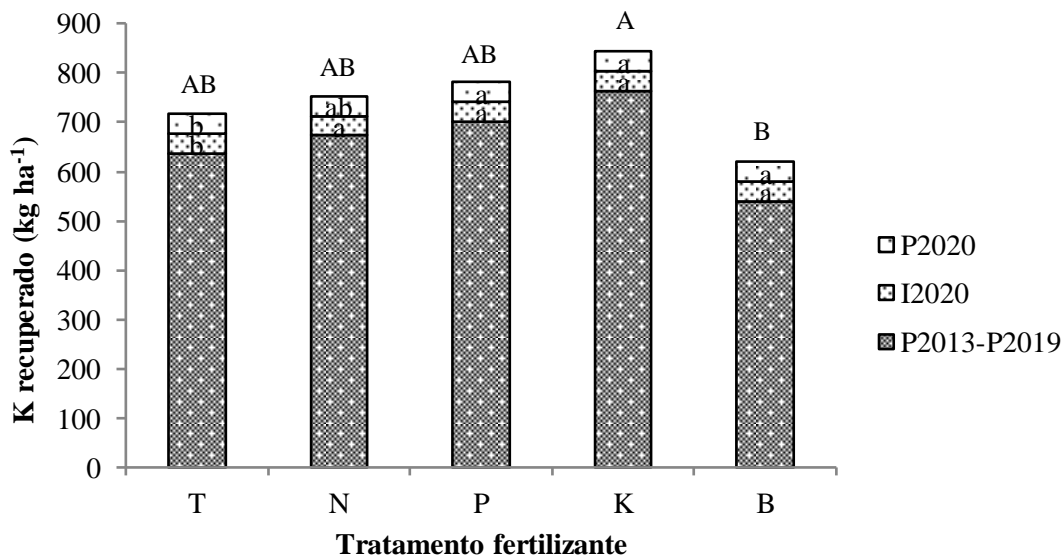 K recuperado (kg ha-1)
900
800
700
600
500
400
300
200
100
0
AB
AB
AB
A
B
b
b
ab
a
a
a
a
a
a
a
T N P K B
Tratamento fertilizante
P2020
I2020
P2013-P2019